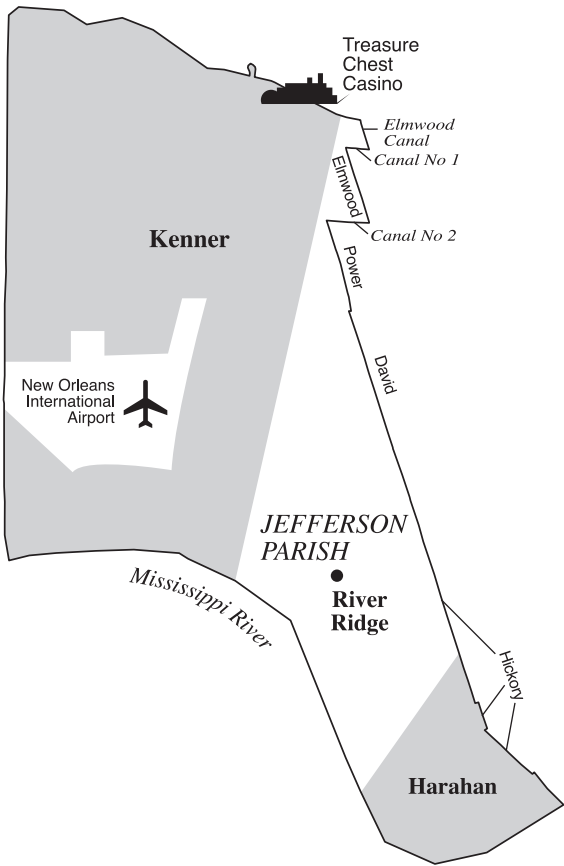 Treasure
Chest
Casino
Elmwood
Canal
Canal No 1
Elmwood
Canal No 2
Kenner
Power
David
New Orleans
International
Airport
JEFFERSON
PARISH
Mississippi River
River
Ridge
Hickory
Harahan